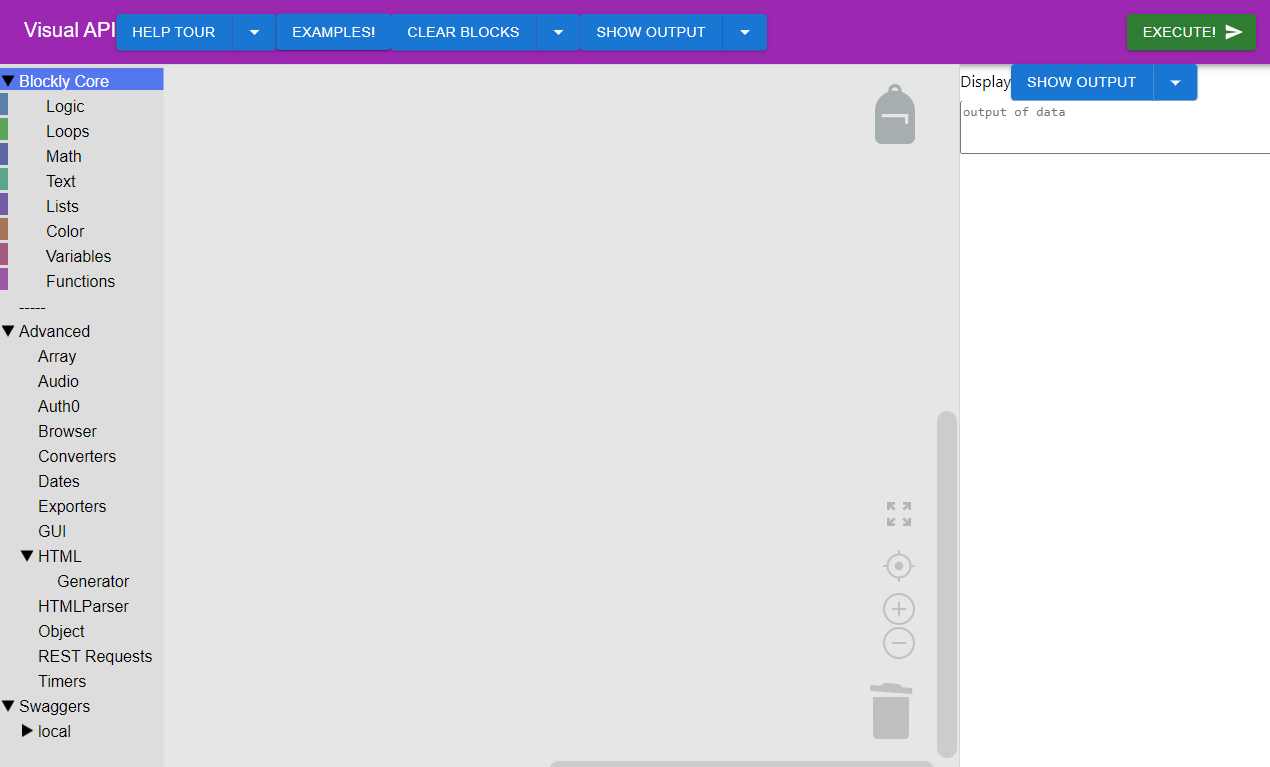 Visual API HELP TOUR EXAMPLES! CLEAR BLOCKS SHOW OUTPUT EXECUTE!
Blockly Core
Logic
Loops
Math
Text
Lists
Color
Variables
Functions
-----
Advanced
Array
Audio
Auth0
Browser
Converters
Dates
Exporters
GUI
HTML
Generator
HTMLParser
Object
REST Requests
Timers
Swaggers
local
Display SHOW OUTPUT
output of data